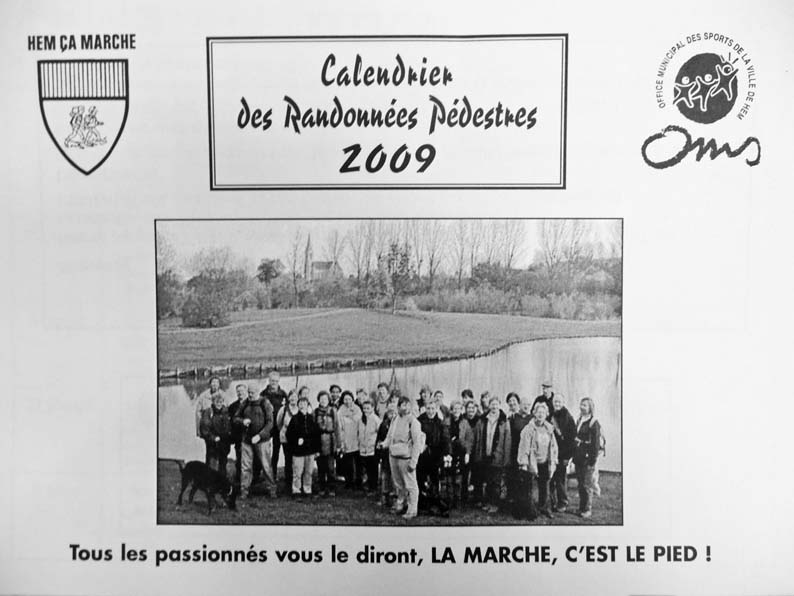 HEM ÇA MARCHE
Calendrier
des Randonnées Pédestres
2009
OFFICE MUNICIPAL DES SPORTS DE LA VILLE DE HEM
Oms
Tous les passionnés vous le diront, LA MARCHE, C'EST LE PIED !